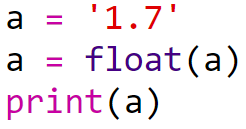 a = '1.7'
a = float(a)
print(a)